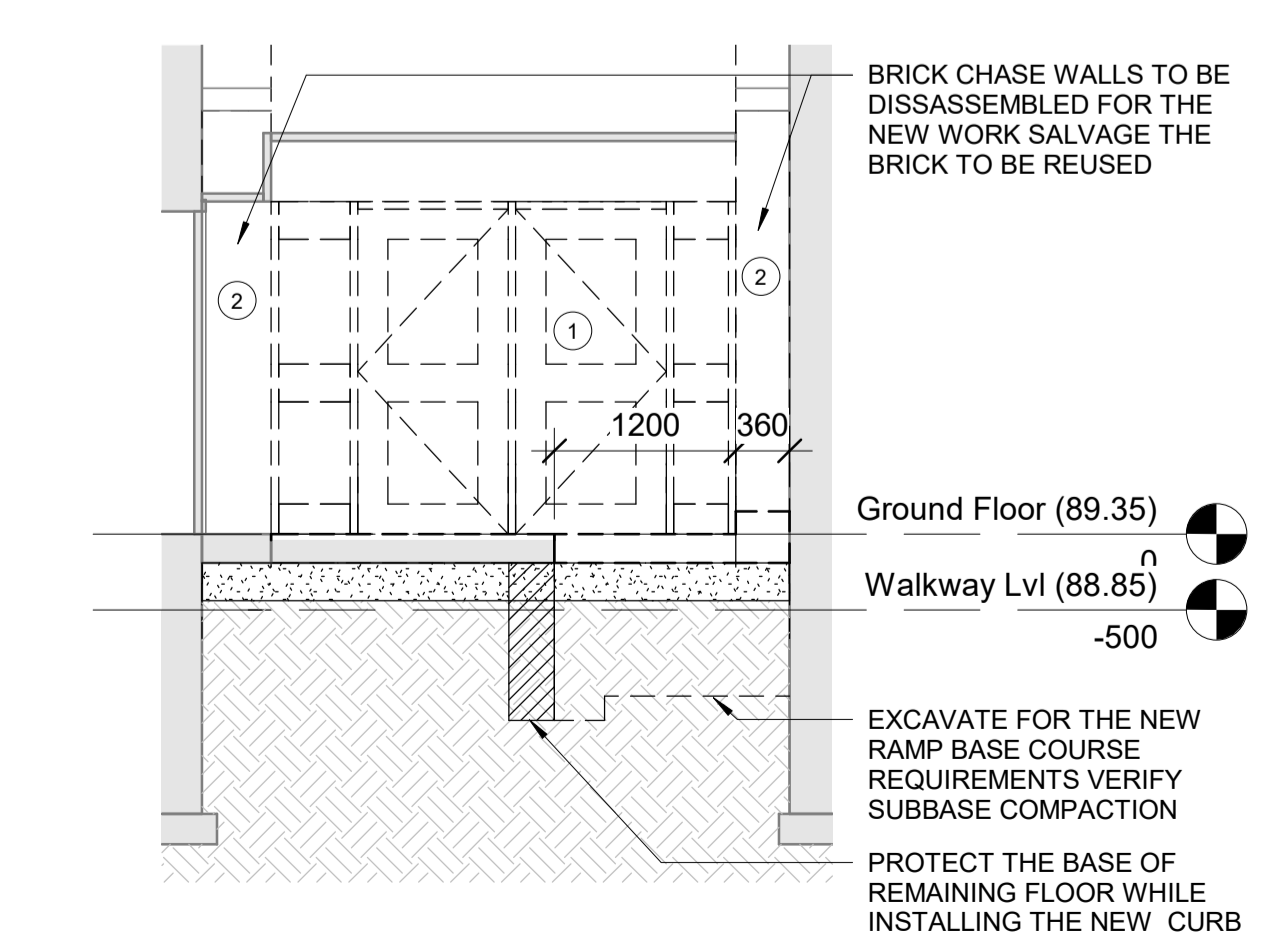 BRICK CHASE WALLS TO BE
DISSASSEMBLED FOR THE
NEW WORK SALVAGE THE
BRICK TO BE REUSED
2
2
1
1200
360
Ground Floor (89.35)
0
Walkway Lvl (88.85)
-500
EXCAVATE FOR THE NEW
RAMP BASE COURSE
REQUIREMENTS VERIFY
SUBBASE COMPACTION
PROTECT THE BASE OF
REMAINING FLOOR WHILE
INSTALLING THE NEW CURB